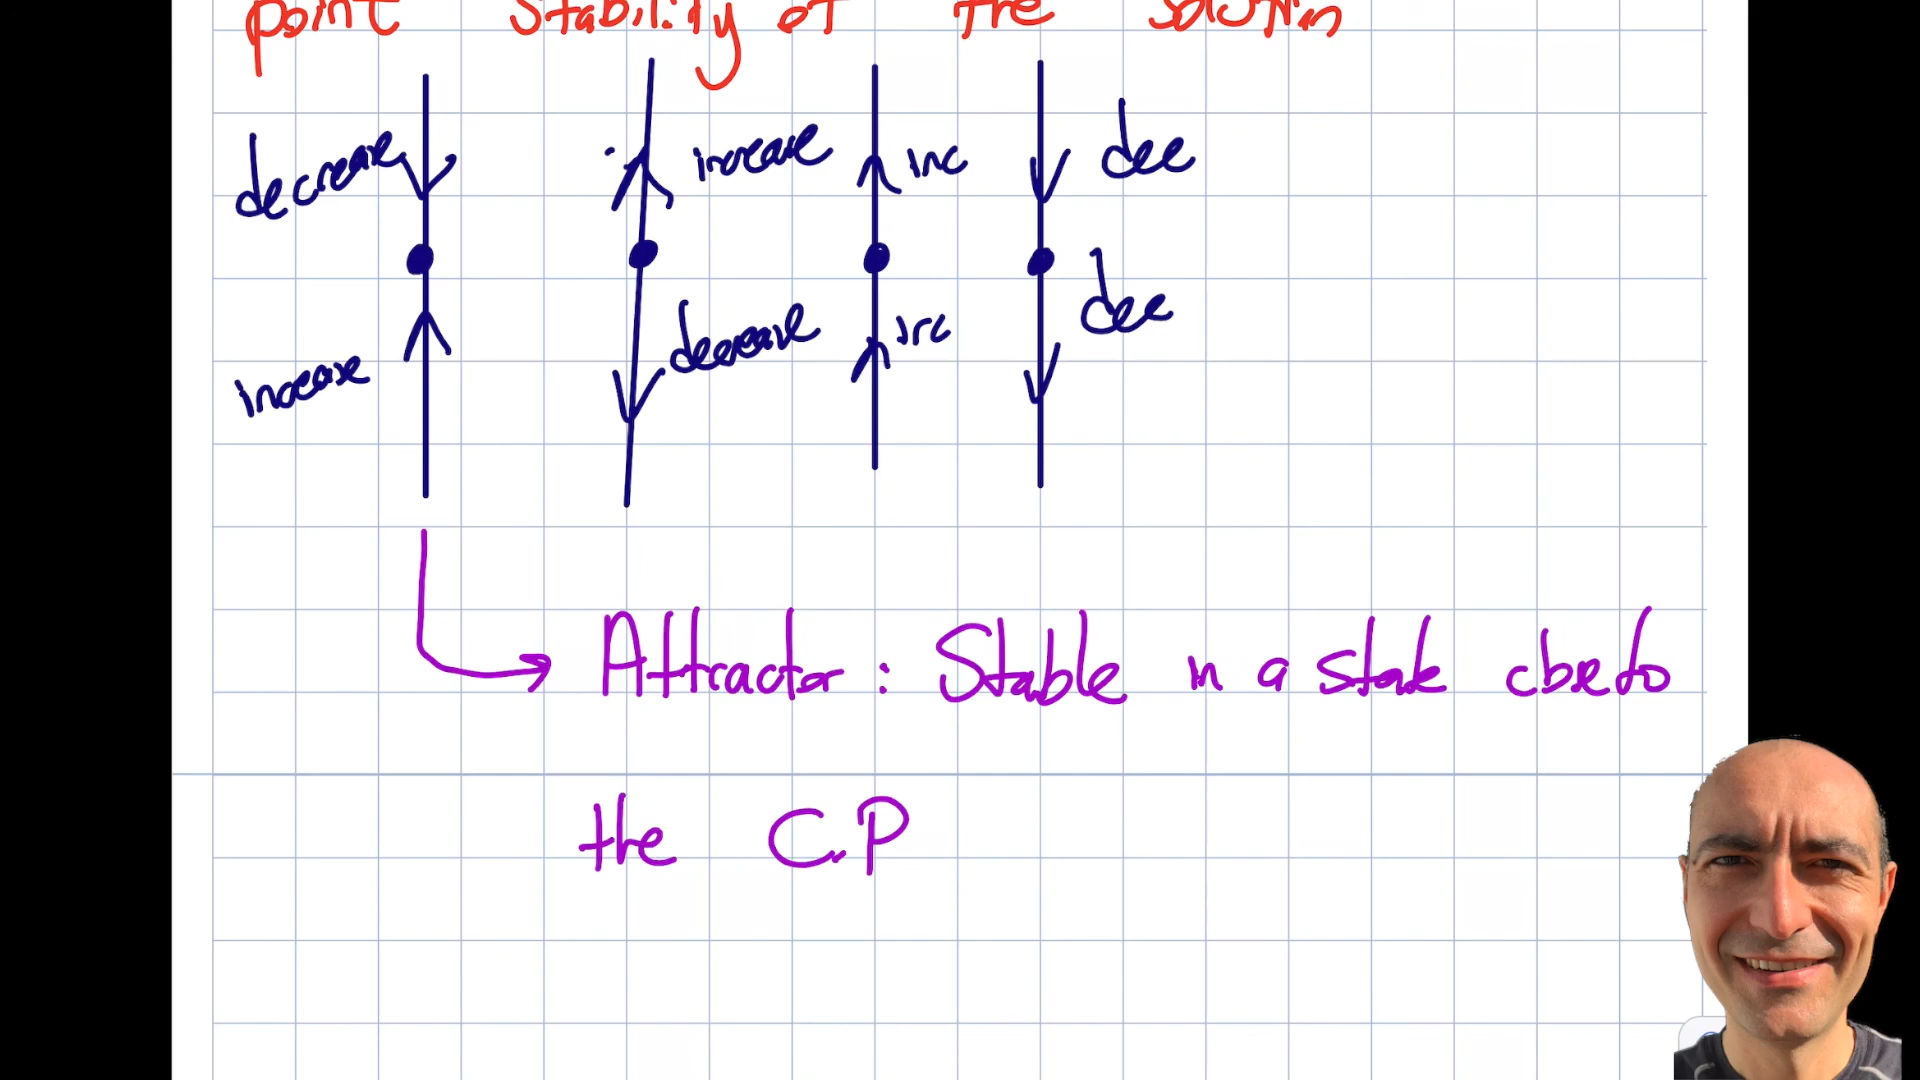 point stability of the solution
decrease increase inc dec
increase decrease inc dec
Attractor: Stable in a state close to
the C.P